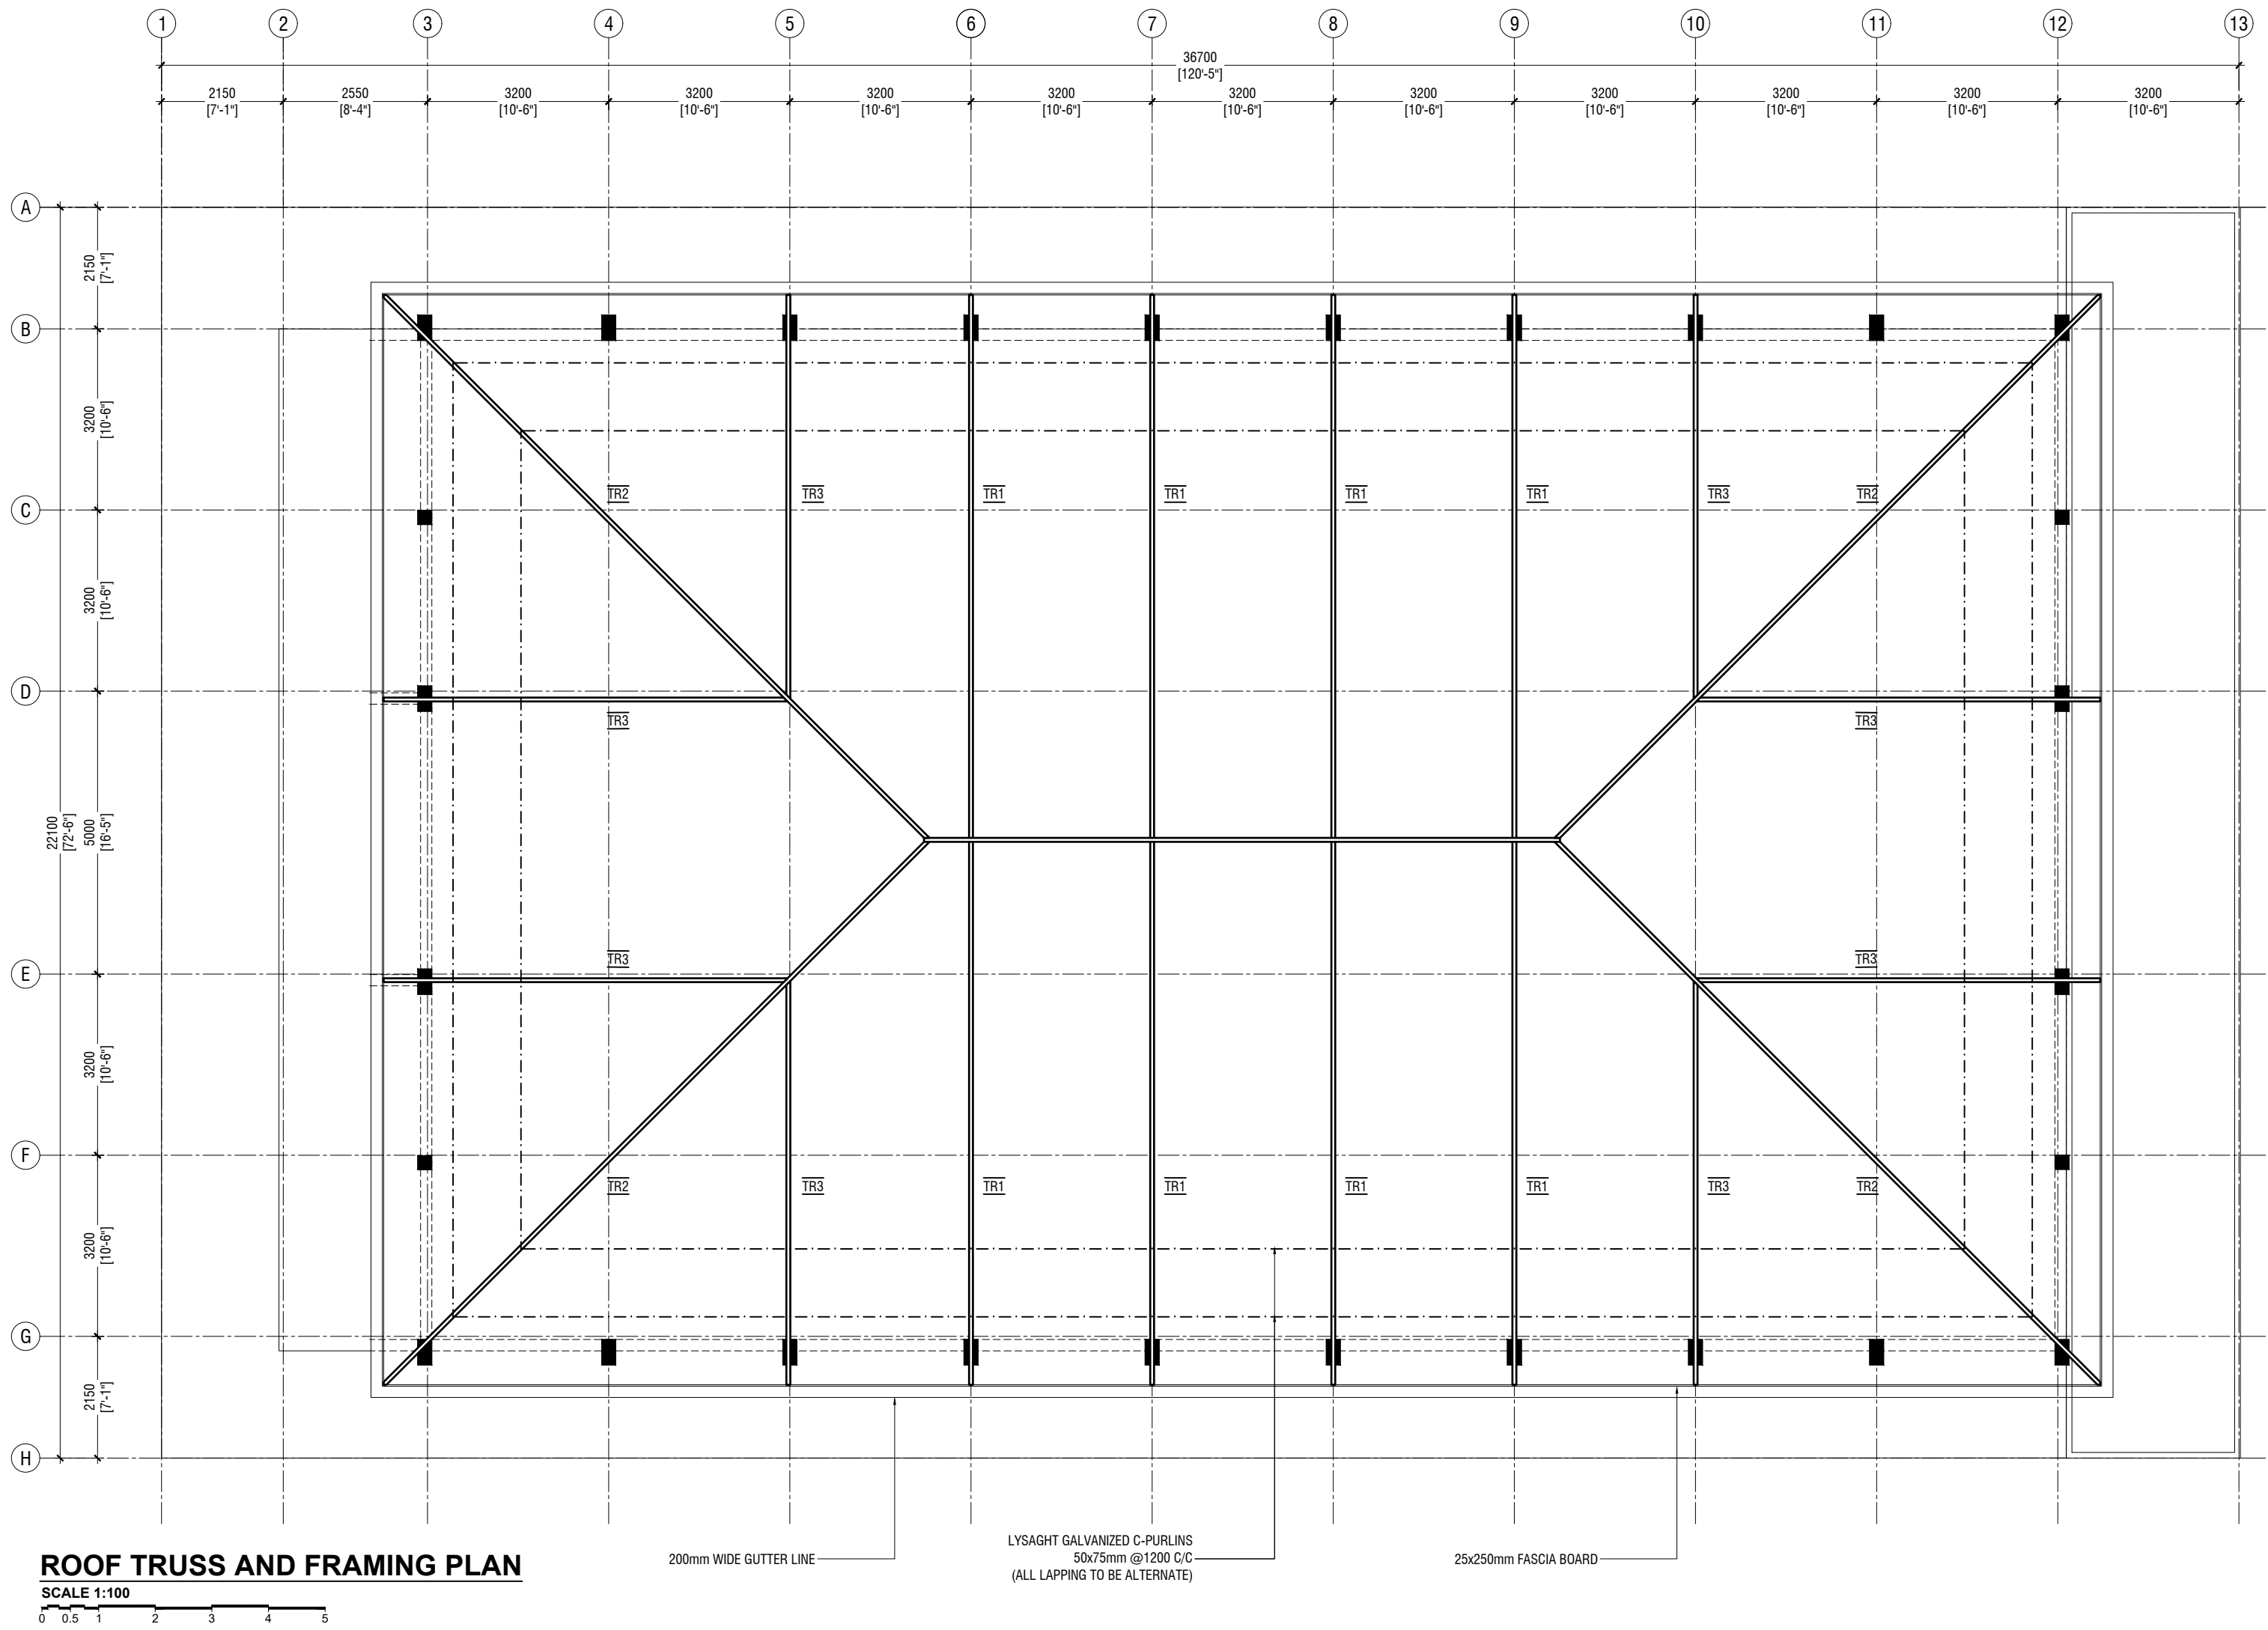 1 2 3 4 5 6 7 8 9 10 11 12 13
36700
[120'-5"]
2150 2550 3200 3200 3200 3200 3200 3200 3200 3200 3200 3200
[7'-1"] [8'-4"] [10'-6"] [10'-6"] [10'-6"] [10'-6"] [10'-6"] [10'-6"] [10'-6"] [10'-6"] [10'-6"] [10'-6"]
A
2150
[7'-1"]
B
3200
[10'-6"]
TR2 TR3 TR1 TR1 TR1 TR1 TR3 TR2
C
3200
[10'-6"]
D
TR3 TR3
22100
[72'-6"]
5000
[16'-5"]
TR3 TR3
E
3200
[10'-6"]
F
TR2 TR3 TR1 TR1 TR1 TR1 TR3 TR2
3200
[10'-6"]
G
2150
[7'-1"]
H
200mm WIDE GUTTER LINE
LYSAGHT GALVANIZED C-PURLINS
50x75mm @1200 C/C
(ALL LAPPING TO BE ALTERNATE)
25x250mm FASCIA BOARD
ROOF TRUSS AND FRAMING PLAN
SCALE 1:100
0 0.5 1 2 3 4 5